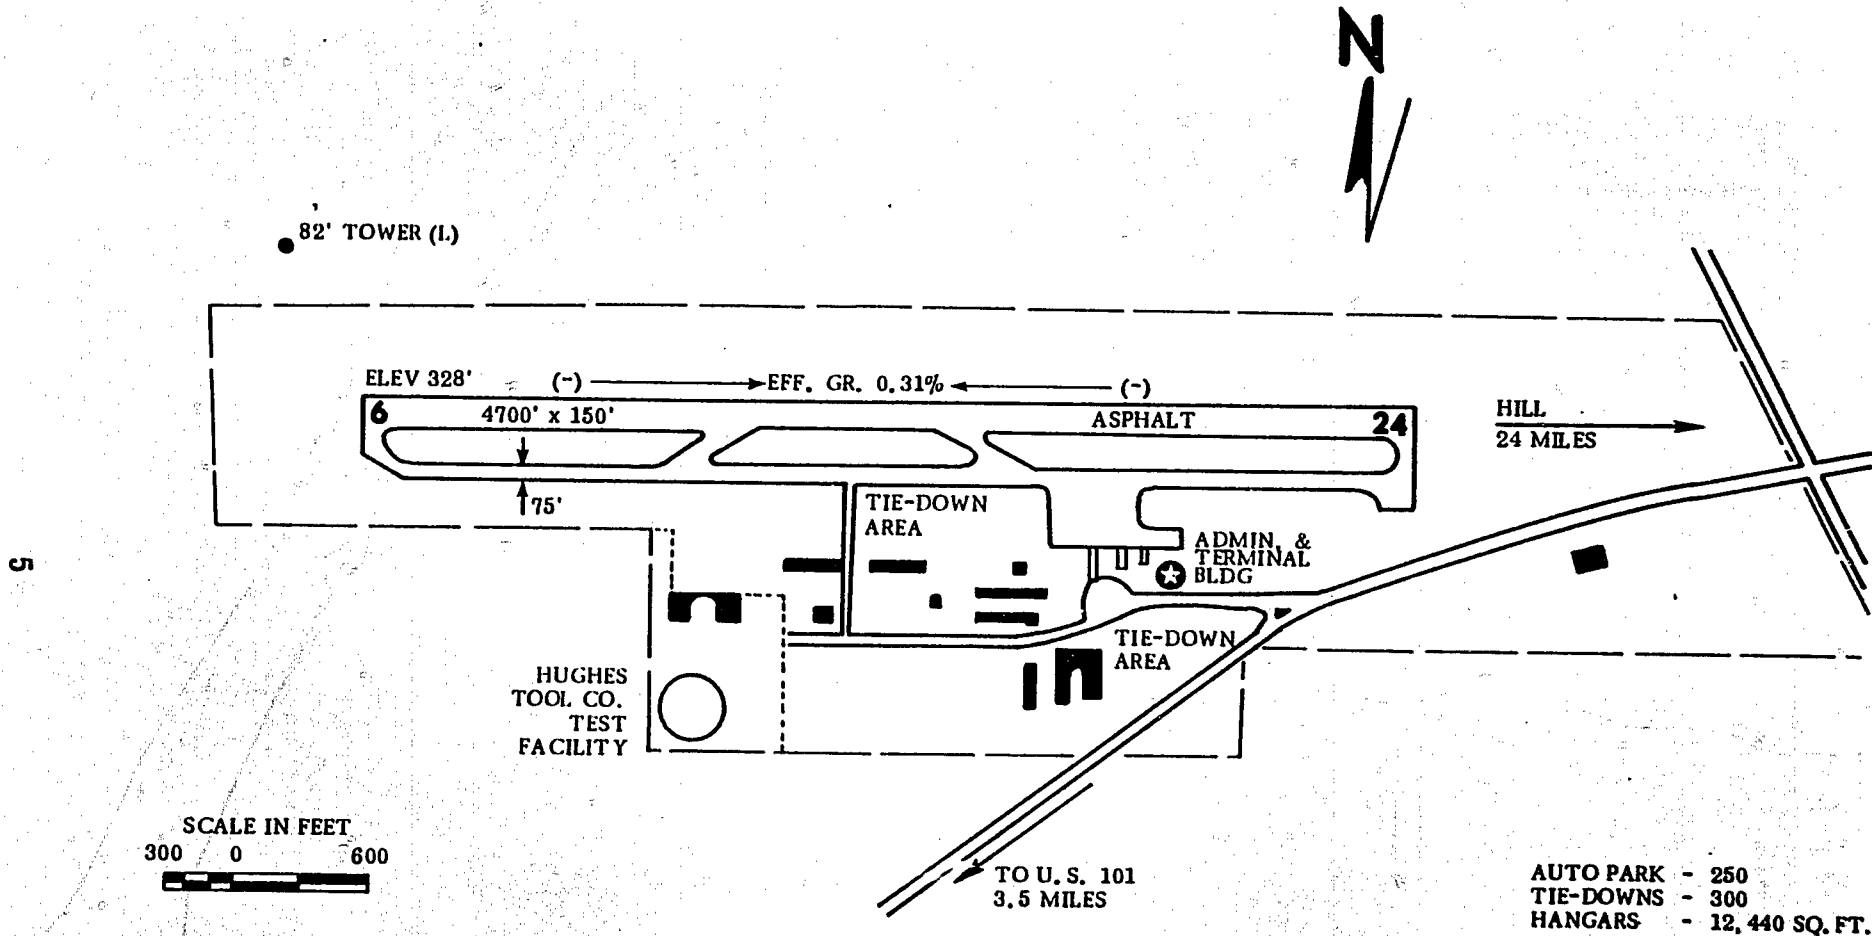 N
82' TOWER (L)
ELEV 328'
(-) EFF. GR. 0.31% (-)
6
4700' x 150'
ASPHALT
24
HILL
24 MILES
75'
TIE-DOWN
AREA
ADMIN. &
TERMINAL
BLDG
5
TIE-DOWN
AREA
HUGHES
TOOL CO.
TEST
FACILITY
SCALE IN FEET
300 0 600
TO U.S. 101
3.5 MILES
AUTO PARK - 250
TIE-DOWNS - 300
HANGARS - 12,440 SQ. FT.